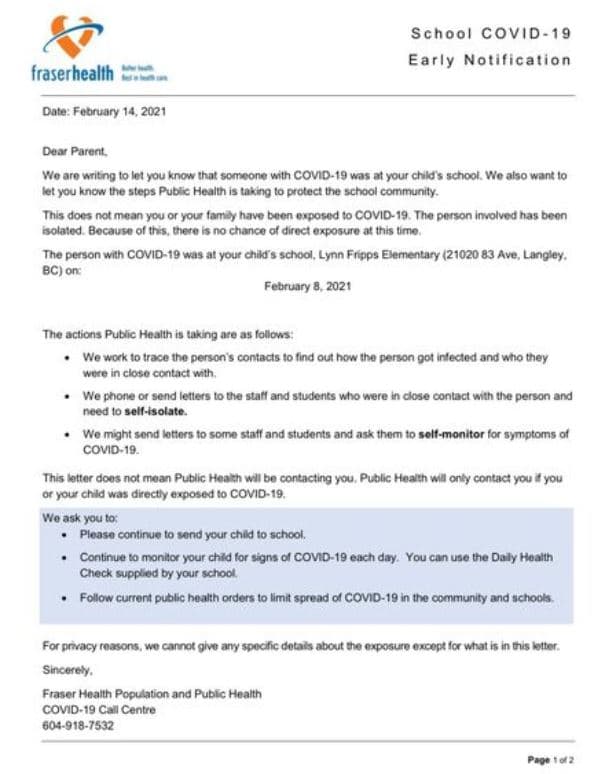 School COVID-19
Early Notification
fraserhealth
Better health.
Best in health care.
Date: February 14, 2021
Dear Parent,
We are writing to let you know that someone with COVID-19 was at your child's school. We also want to
let you know the steps Public Health is taking to protect the school community.
This does not mean you or your family have been exposed to COVID-19. The person involved has been
isolated. Because of this, there is no chance of direct exposure at this time.
The person with COVID-19 was at your child's school, Lynn Fripps Elementary (21020 83 Ave, Langley,
BC) on:
February 8, 2021
The actions Public Health is taking are as follows:
• We work to trace the person's contacts to find out how the person got infected and who they
were in close contact with.
• We phone or send letters to the staff and students who were in close contact with the person and
need to self-isolate.
• We might send letters to some staff and students and ask them to self-monitor for symptoms of
COVID-19.
This letter does not mean Public Health will be contacting you. Public Health will only contact you if you
or your child was directly exposed to COVID-19.
We ask you to:
• Please continue to send your child to school.
• Continue to monitor your child for signs of COVID-19 each day. You can use the Daily Health
Check supplied by your school.
• Follow current public health orders to limit spread of COVID-19 in the community and schools.
For privacy reasons, we cannot give any specific details about the exposure except for what is in this letter.
Sincerely,
Fraser Health Population and Public Health
COVID-19 Call Centre
604-918-7532
Page 1 of 2